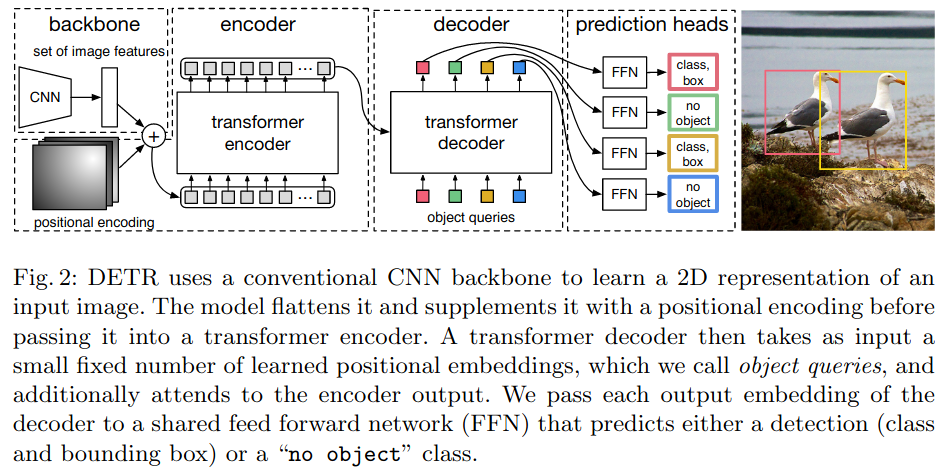 backbone
set of image features
CNN
+
positional encoding
encoder
...
transformer
encoder
...
decoder
transformer
decoder
object queries
prediction heads
FFN
class,
box
FFN
no
object
FFN
class,
box
FFN
no
object
Fig. 2: DETR uses a conventional CNN backbone to learn a 2D representation of an
input image. The model flattens it and supplements it with a positional encoding before
passing it into a transformer encoder. A transformer decoder then takes as input a
small fixed number of learned positional embeddings, which we call object queries, and
additionally attends to the encoder output. We pass each output embedding of the
decoder to a shared feed forward network (FFN) that predicts either a detection (class
and bounding box) or a “no object” class.